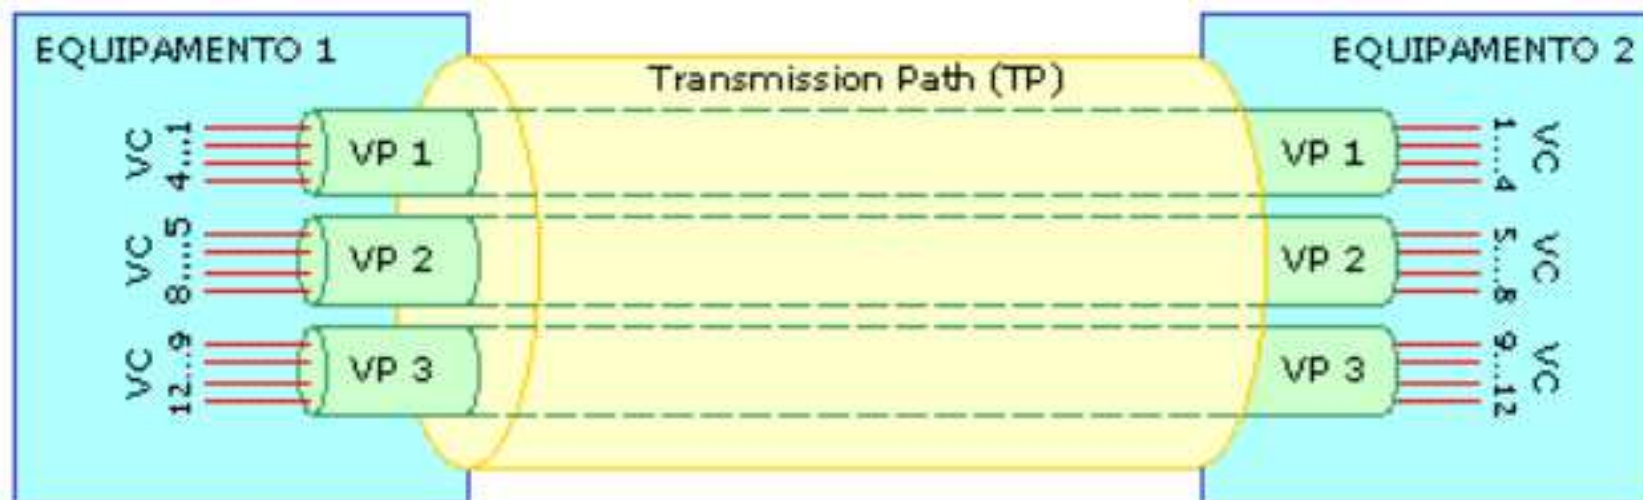 EQUIPAMENTO 1
EQUIPAMENTO 2
Transmission Path (TP)
VC 1...4
VP 1
VP 1
1....4 VC
VC 5....8
VP 2
VP 2
5...8 VC
VC 9...12
VP 3
VP 3
9...12 VC